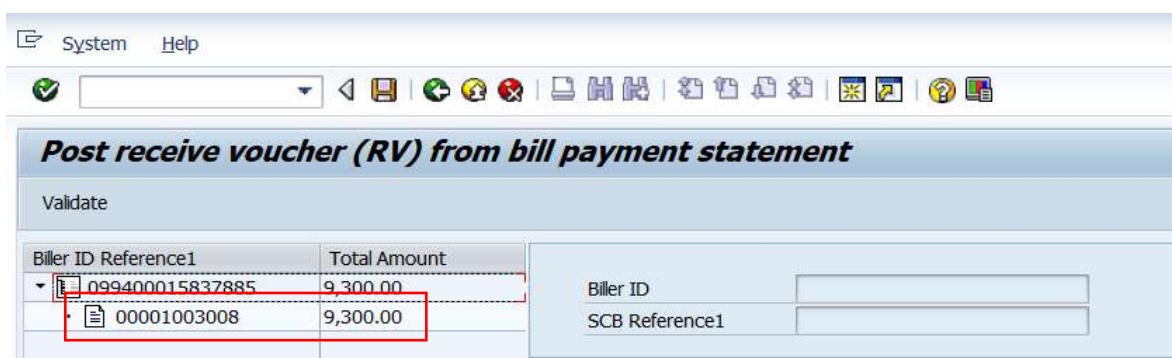 System Help
Post receive voucher (RV) from bill payment statement
Validate
Biller ID Reference1 Total Amount
099400015837885 9,300.00 Biller ID
00001003008 9,300.00 SCB Reference1